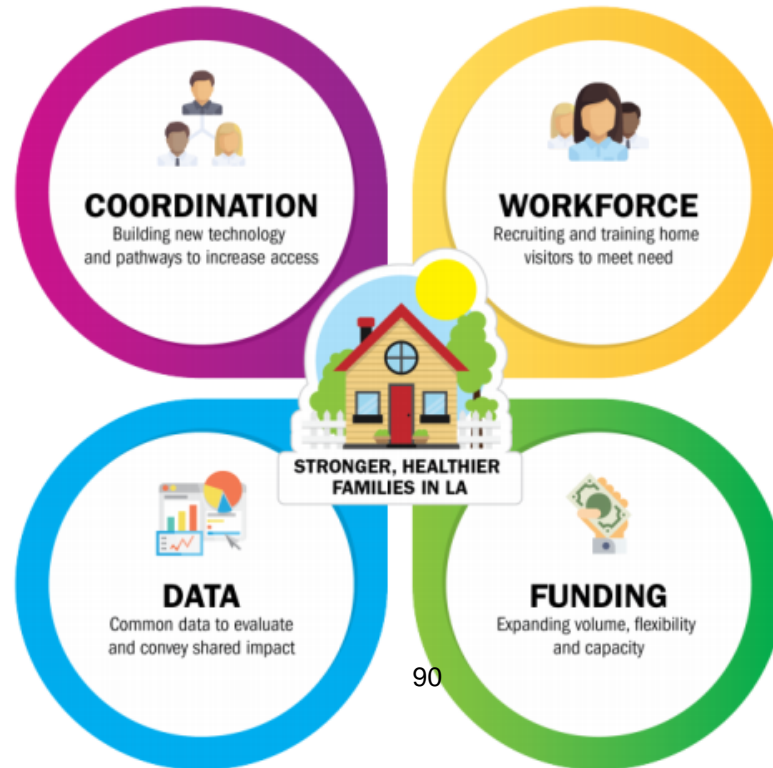 COORDINATION
Building new technology
and pathways to increase access
WORKFORCE
Recruiting and training home
visitors to meet need
STRONGER, HEALTHIER
FAMILIES IN LA
DATA
Common data to evaluate
and convey shared impact
FUNDING
Expanding volume, flexibility
and capacity
90